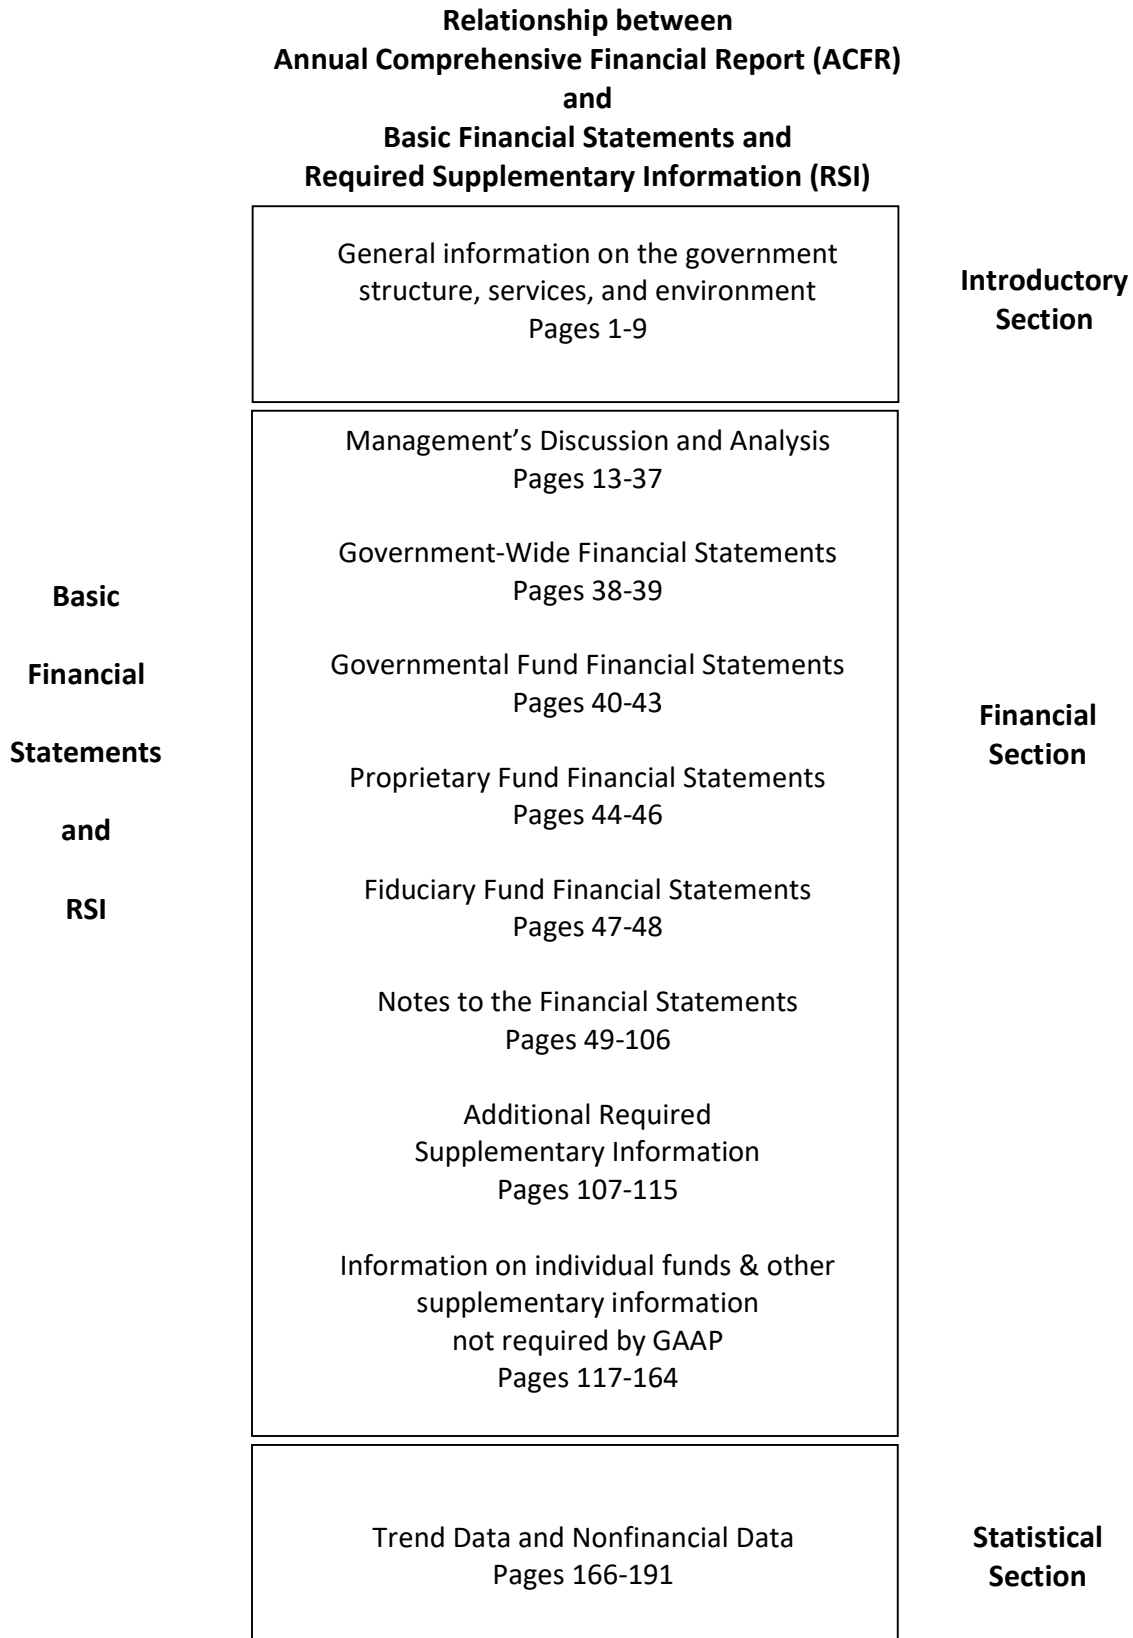 Relationship between
Annual Comprehensive Financial Report (ACFR)
and
Basic Financial Statements and
Required Supplementary Information (RSI)
General information on the government
structure, services, and environment
Pages 1-9
Introductory
Section
Basic
Financial
Statements
and
RSI
Management’s Discussion and Analysis
Pages 13-37
Government-Wide Financial Statements
Pages 38-39
Governmental Fund Financial Statements
Pages 40-43
Proprietary Fund Financial Statements
Pages 44-46
Fiduciary Fund Financial Statements
Pages 47-48
Notes to the Financial Statements
Pages 49-106
Additional Required
Supplementary Information
Pages 107-115
Information on individual funds & other
supplementary information
not required by GAAP
Pages 117-164
Financial
Section
Trend Data and Nonfinancial Data
Pages 166-191
Statistical
Section